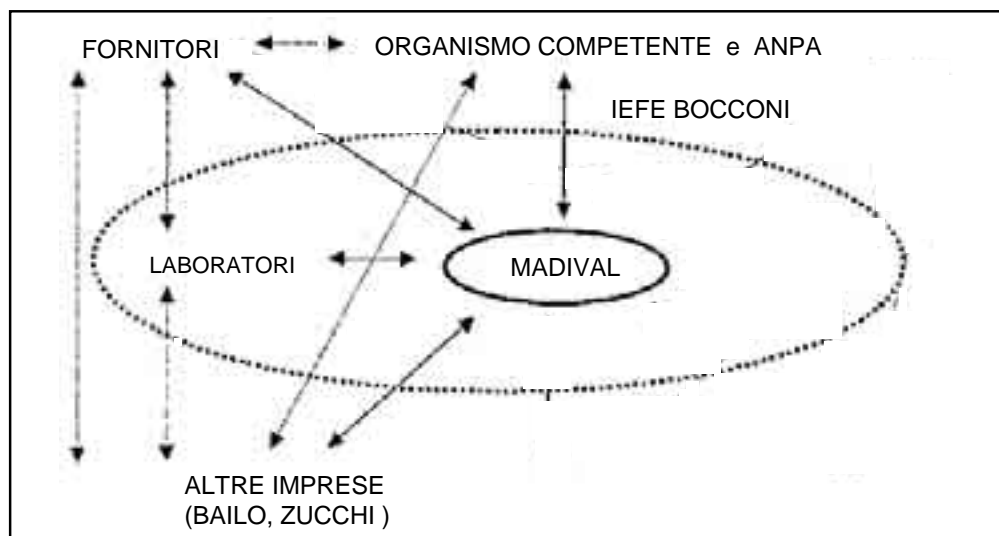 FORNITORI
ORGANISMO COMPETENTE e ANPA
IEFE BOCCONI
LABORATORI
MADIVAL
ALTRE IMPRESE
(BAILO, ZUCCHI )